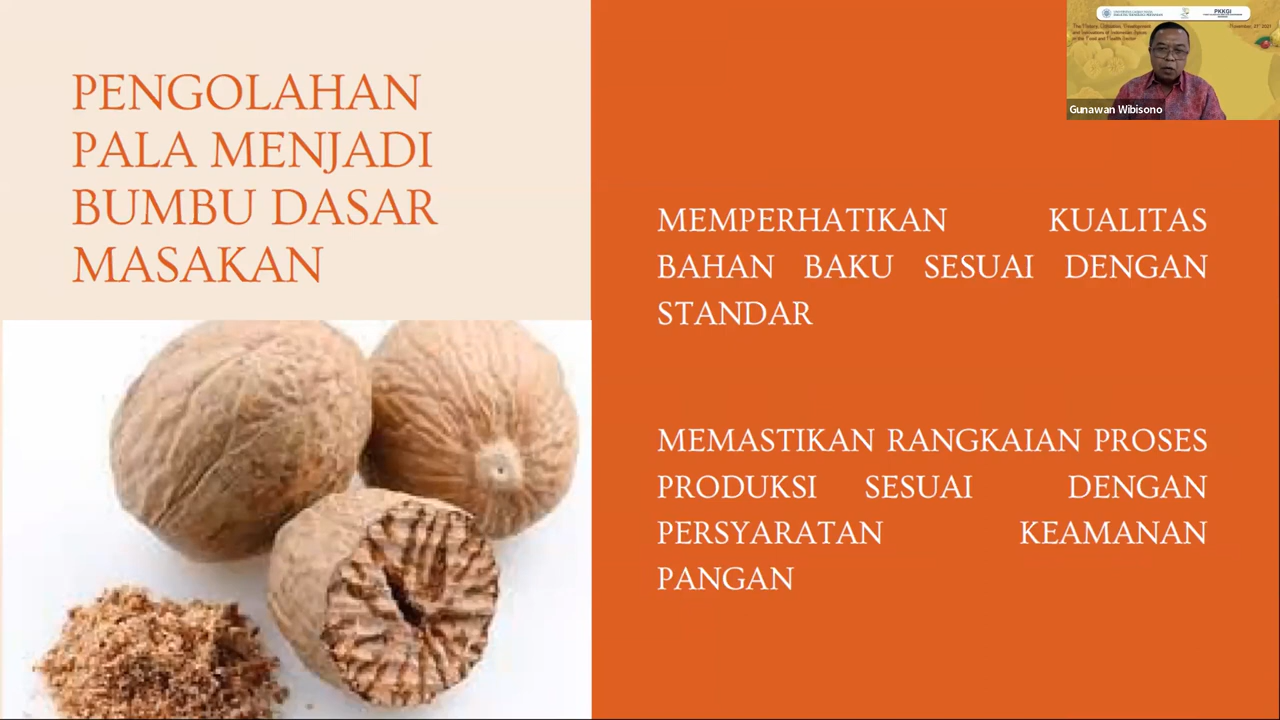 PENGOLAHAN
PALA MENJADI
BUMBU DASAR
MASAKAN
MEMPERHATIKAN KUALITAS
BAHAN BAKU SESUAI DENGAN
STANDAR
MEMASTIKAN RANGKAIAN PROSES
PRODUKSI SESUAI DENGAN
PERSYARATAN KEAMANAN
PANGAN
PKKGI
Gunawan Wibisono